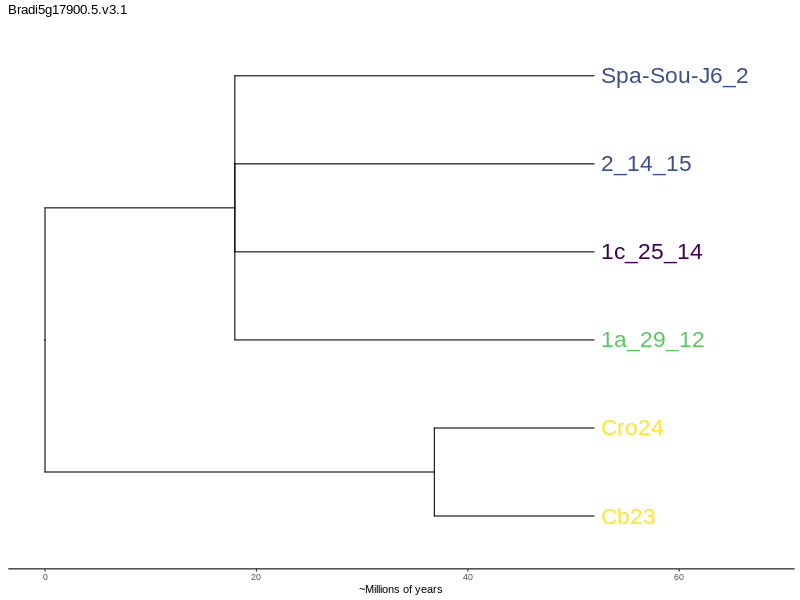 Bradi5g17900.5.v3.1
Spa-Sou-J6_2
2_14_15
1c_25_14
1a_29_12
Cro24
Cb23
0 20 40 60
~Millions of years